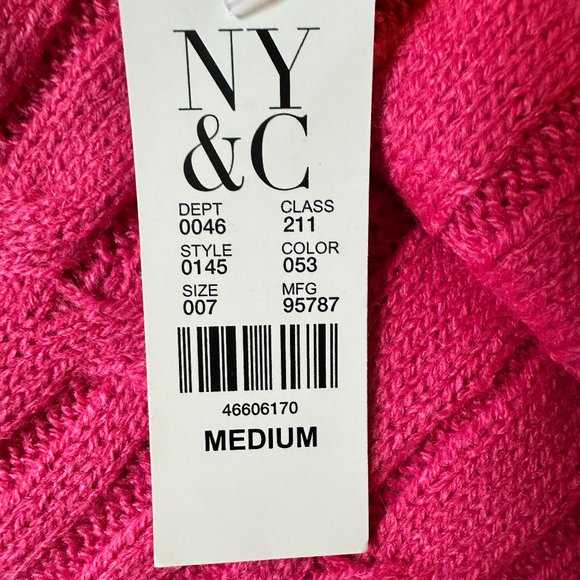 NY
&C
DEPT CLASS
0046 211
STYLE COLOR
0145 053
SIZE MFG
007 95787
46606170
MEDIUM